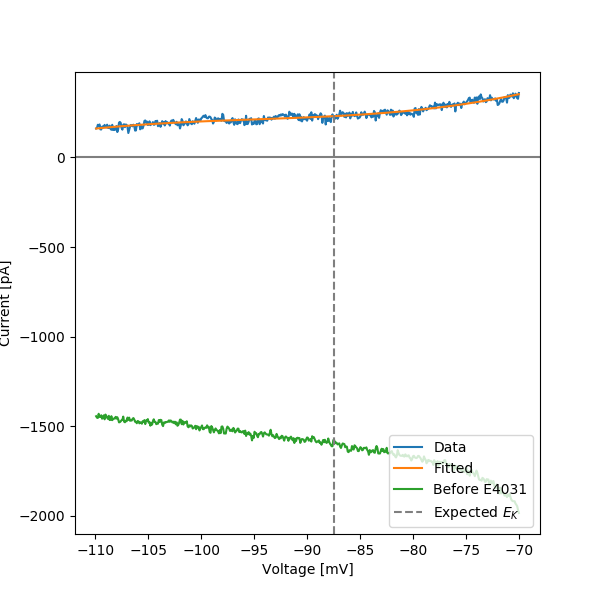 0
−500
−1000
−1500
−2000
Current [pA]
−110 −105 −100 −95 −90 −85 −80 −75 −70
Voltage [mV]
Data
Fitted
Before E4031
Expected E_K